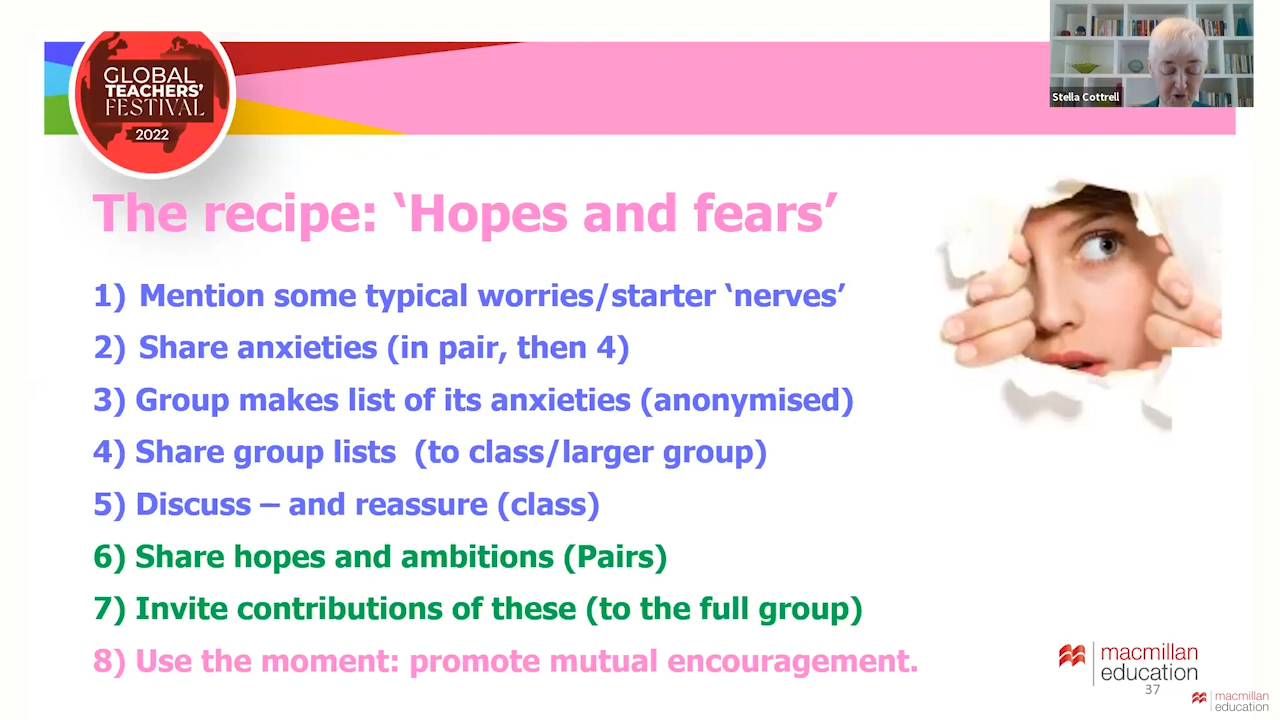 GLOBAL
TEACHERS'
FESTIVAL
2022
Stella Cottrell
The recipe: ‘Hopes and fears’
1) Mention some typical worries/starter ‘nerves’
2) Share anxieties (in pair, then 4)
3) Group makes list of its anxieties (anonymised)
4) Share group lists (to class/larger group)
5) Discuss – and reassure (class)
6) Share hopes and ambitions (Pairs)
7) Invite contributions of these (to the full group)
8) Use the moment: promote mutual encouragement.
macmillan
education
37
macmillan
education